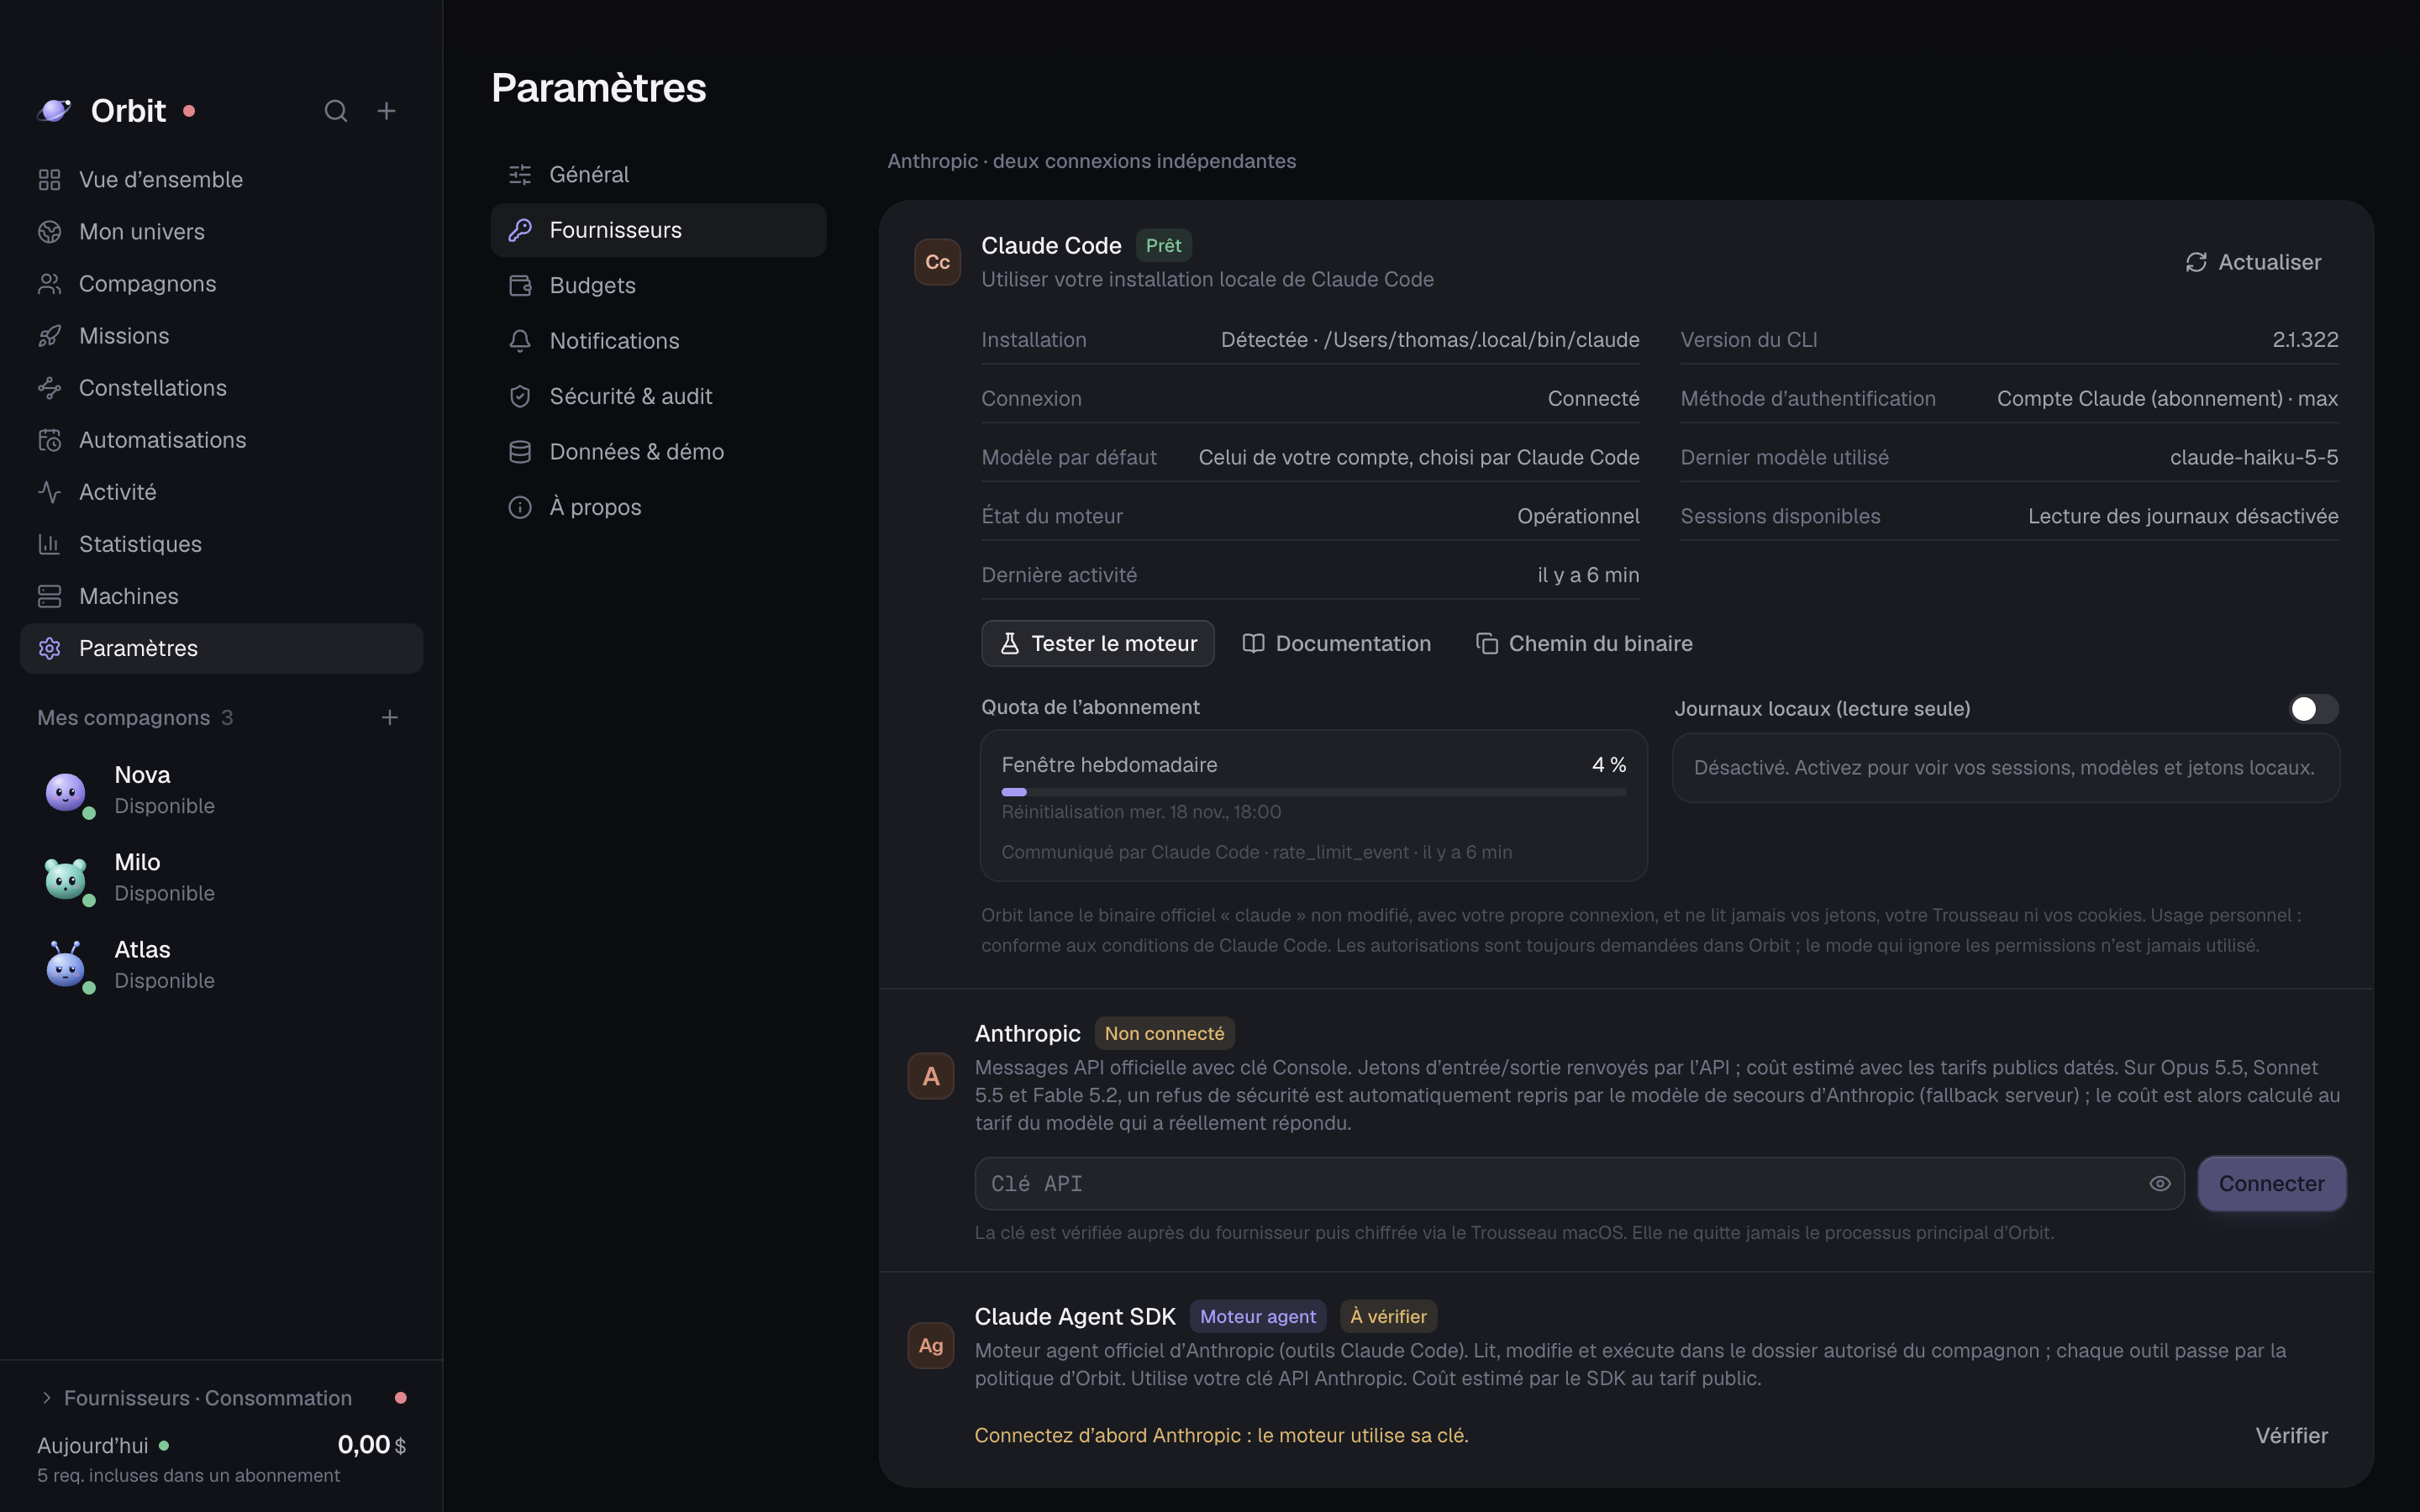 Orbit
Vue d’ensemble
Mon univers
Compagnons
Missions
Constellations
Automatisations
Activité
Statistiques
Machines
Paramètres
Mes compagnons 3
Nova
Disponible
Milo
Disponible
Atlas
Disponible
Fournisseurs · Consommation
Aujourd’hui 0,00 $
5 req. incluses dans un abonnement
Paramètres
Général
Fournisseurs
Budgets
Notifications
Sécurité & audit
Données & démo
À propos
Anthropic · deux connexions indépendantes
Cc
Claude Code Prêt
Utiliser votre installation locale de Claude Code
Actualiser
Installation Détectée · /Users/thomas/.local/bin/claude
Version du CLI 2.1.322
Connexion Connecté
Méthode d’authentification Compte Claude (abonnement) · max
Modèle par défaut Celui de votre compte, choisi par Claude Code
Dernier modèle utilisé claude-haiku-5-5
État du moteur Opérationnel
Sessions disponibles Lecture des journaux désactivée
Dernière activité il y a 6 min
Tester le moteur Documentation Chemin du binaire
Quota de l’abonnement
Fenêtre hebdomadaire 4 %
Réinitialisation mer. 18 nov., 18:00
Communiqué par Claude Code · rate_limit_event · il y a 6 min
Journaux locaux (lecture seule)
Désactivé. Activez pour voir vos sessions, modèles et jetons locaux.
Orbit lance le binaire officiel « claude » non modifié, avec votre propre connexion, et ne lit jamais vos jetons, votre Trousseau ni vos cookies. Usage personnel :
conforme aux conditions de Claude Code. Les autorisations sont toujours demandées dans Orbit ; le mode qui ignore les permissions n’est jamais utilisé.
A
Anthropic Non connecté
Messages API officielle avec clé Console. Jetons d’entrée/sortie renvoyés par l’API ; coût estimé avec les tarifs publics datés. Sur Opus 5.5, Sonnet
5.5 et Fable 5.2, un refus de sécurité est automatiquement repris par le modèle de secours d’Anthropic (fallback serveur) ; le coût est alors calculé au
tarif du modèle qui a réellement répondu.
Clé API
Connecter
La clé est vérifiée auprès du fournisseur puis chiffrée via le Trousseau macOS. Elle ne quitte jamais le processus principal d’Orbit.
Ag
Claude Agent SDK Moteur agent À vérifier
Moteur agent officiel d’Anthropic (outils Claude Code). Lit, modifie et exécute dans le dossier autorisé du compagnon ; chaque outil passe par la
politique d’Orbit. Utilise votre clé API Anthropic. Coût estimé par le SDK au tarif public.
Connectez d’abord Anthropic : le moteur utilise sa clé.
Vérifier